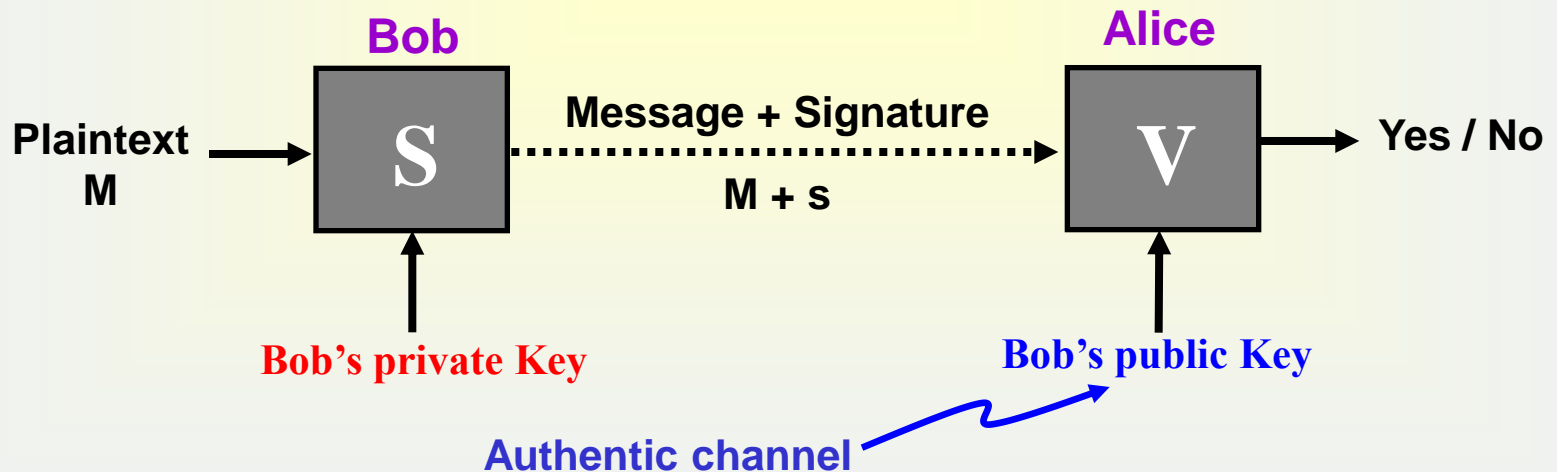 Bob
Alice
Plaintext
M
S
Message + Signature
M + s
V
Yes / No
Bob’s private Key
Bob’s public Key
Authentic channel